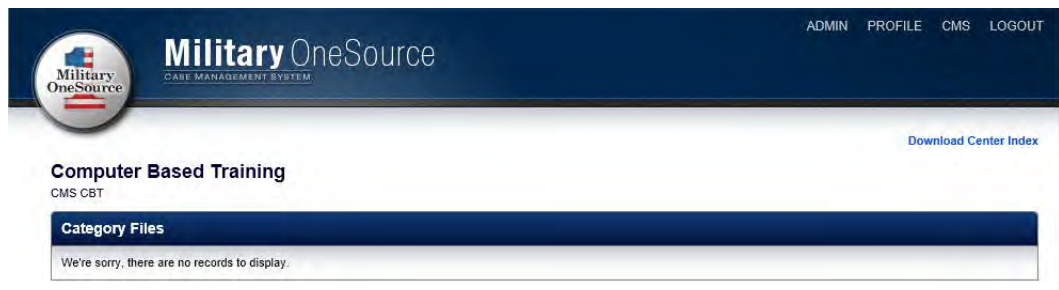 ADMIN PROFILE CMS LOGOUT
Military OneSource
CASE MANAGEMENT SYSTEM
Military
OneSource
Download Center Index
Computer Based Training
CMS CBT
Category Files
We're sorry, there are no records to display.